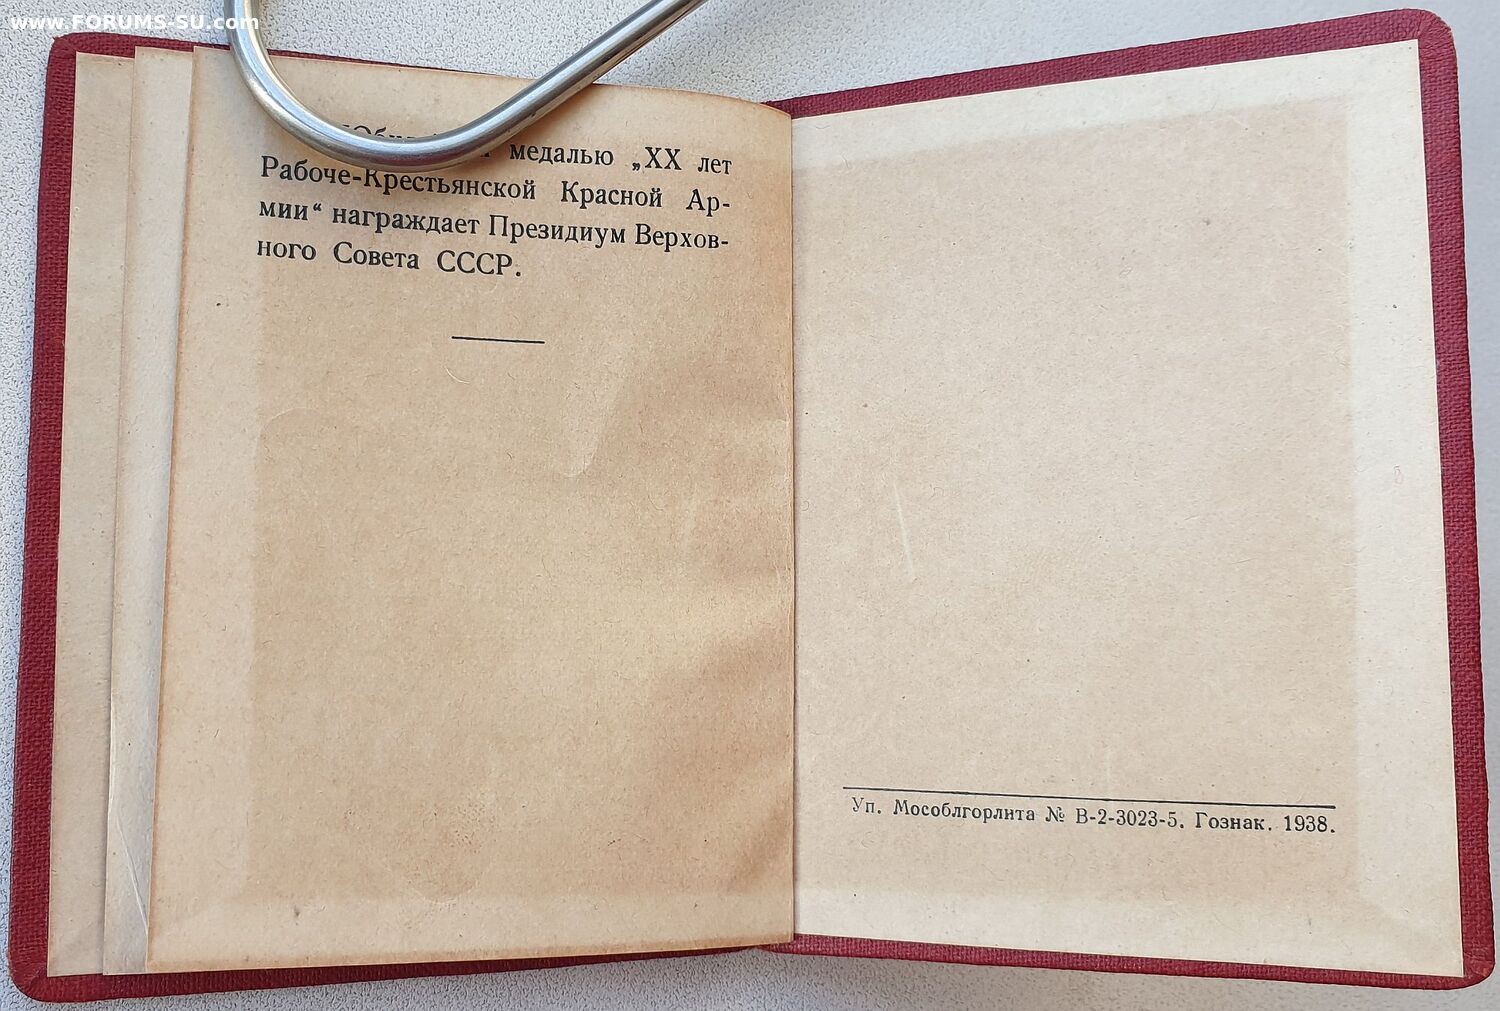 www.FORUMS-SU.com
медалью „XX лет
Рабоче-Крестьянской Красной Ар-
мии“ награждает Президиум Верхов-
ного Совета СССР.
Уп. Мособлгорлита № В-2-3023-5. Гознак. 1938.